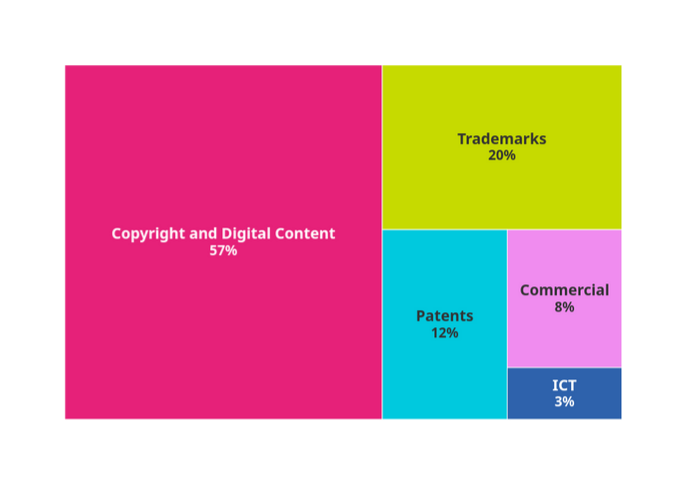 Copyright and Digital Content
57%
Trademarks
20%
Patents
12%
Commercial
8%
ICT
3%